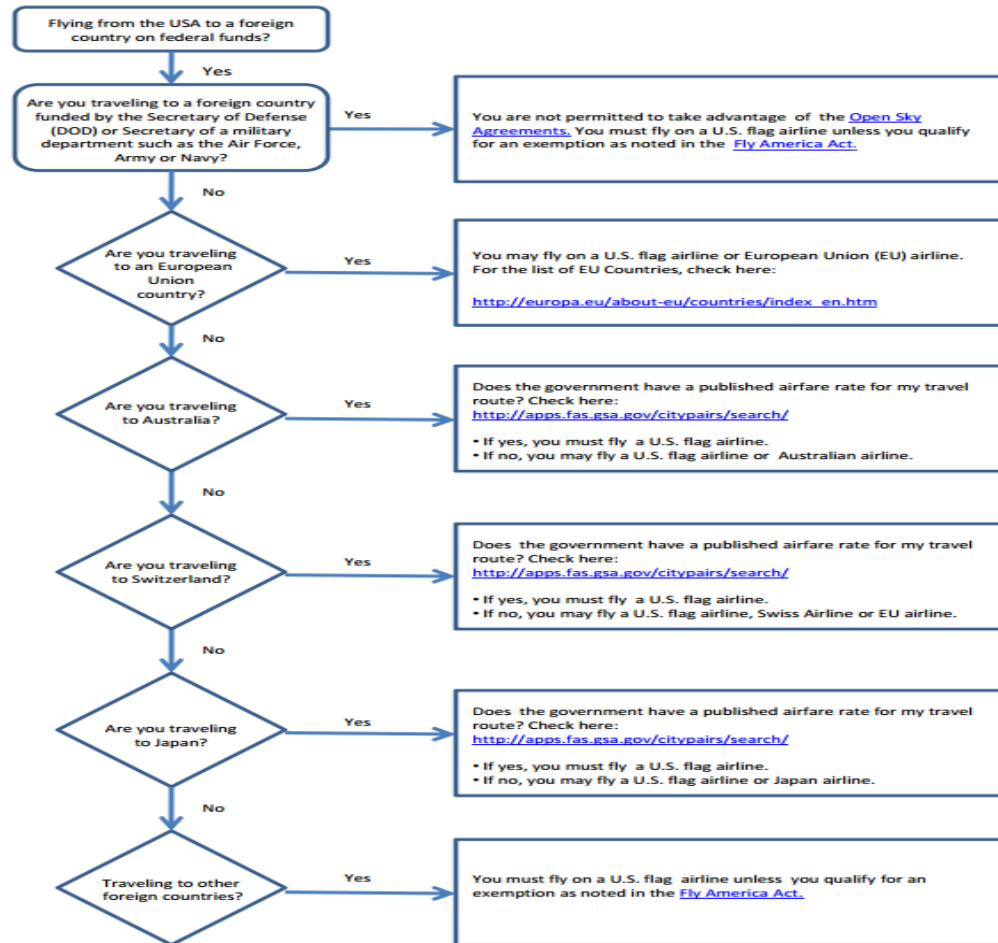 Flying from the USA to a foreign
country on federal funds?
Yes
Are you traveling to a foreign country
funded by the Secretary of Defense
(DOD) or Secretary of a military
department such as the Air Force,
Army or Navy?
Yes
You are not permitted to take advantage of the Open Sky
Agreements. You must fly on a U.S. flag airline unless you qualify
for an exemption as noted in the Fly America Act.
No
Are you traveling
to an European
Union
country?
Yes
You may fly on a U.S. flag airline or European Union (EU) airline.
For the list of EU Countries, check here:
http://europa.eu/about-eu/countries/index_en.htm
No
Are you traveling
to Australia?
Yes
Does the government have a published airfare rate for my travel
route? Check here:
http://apps.fas.gsa.gov/citypairs/search/
• If yes, you must fly a U.S. flag airline.
• If no, you may fly a U.S. flag airline or Australian airline.
No
Are you traveling
to Switzerland?
Yes
Does the government have a published airfare rate for my travel
route? Check here:
http://apps.fas.gsa.gov/citypairs/search/
• If yes, you must fly a U.S. flag airline.
• If no, you may fly a U.S. flag airline, Swiss Airline or EU airline.
No
Are you traveling
to Japan?
Yes
Does the government have a published airfare rate for my travel
route? Check here:
http://apps.fas.gsa.gov/citypairs/search/
• If yes, you must fly a U.S. flag airline.
• If no, you may fly a U.S. flag airline or Japan airline.
No
Traveling to other
foreign countries?
Yes
You must fly on a U.S. flag airline unless you qualify for an
exemption as noted in the Fly America Act.